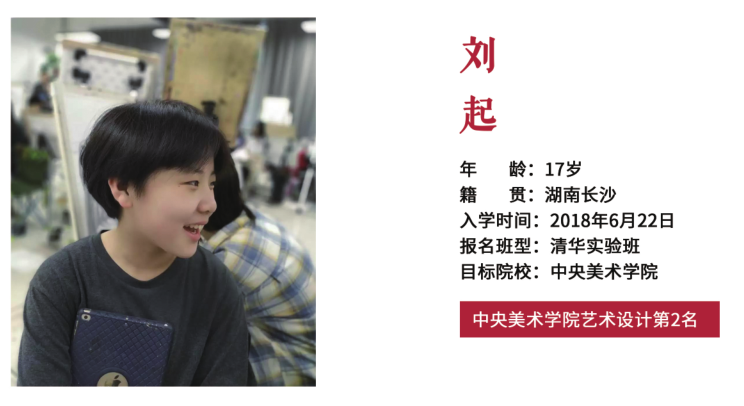 刘
起
年 龄：17岁
籍 贯：湖南长沙
入学时间：2018年6月22日
报名班型：清华实验班
目标院校：中央美术学院
中央美术学院艺术设计第2名